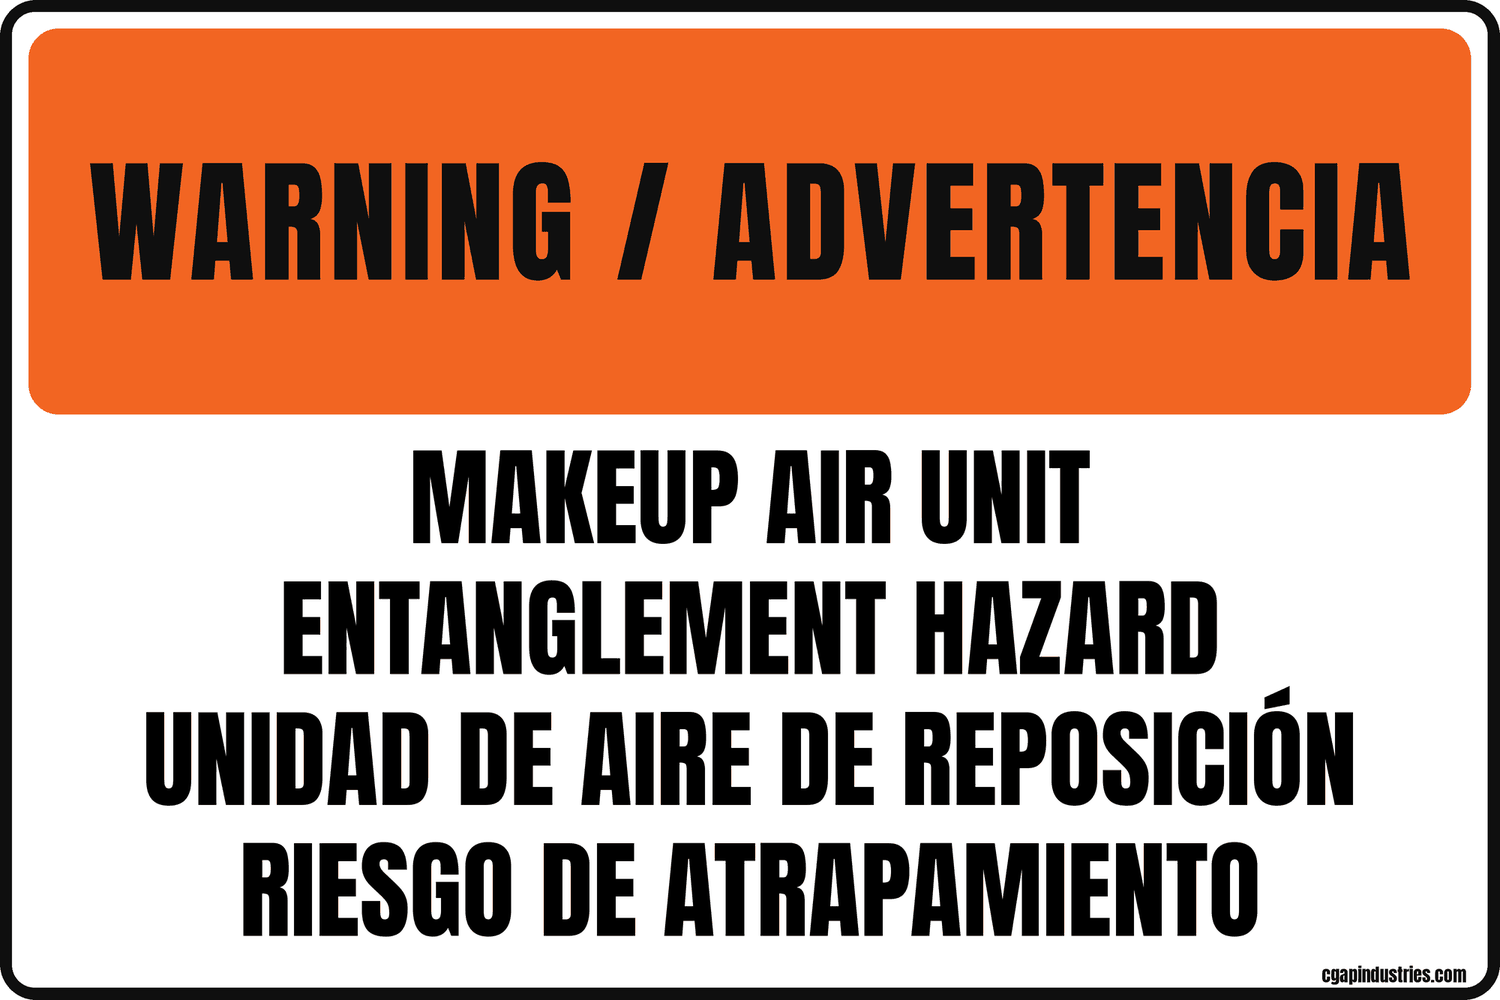 WARNING / ADVERTENCIA
MAKEUP AIR UNIT
ENTANGLEMENT HAZARD
UNIDAD DE AIRE DE REPOSICIÓN
RIESGO DE ATRAPAMIENTO
cgapindustries.com